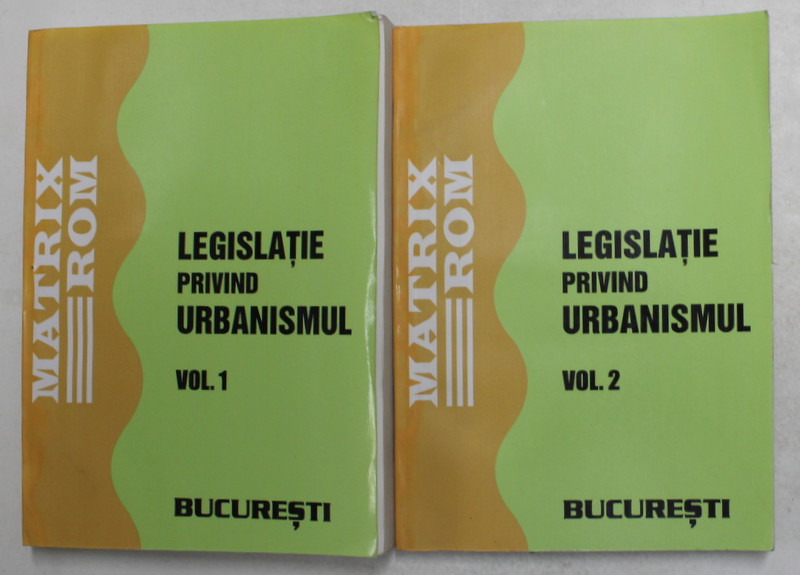 MATRIX
ROM
LEGISLAȚIE
PRIVIND
URBANISMUL
VOL. 1
BUCUREȘTI
MATRIX
ROM
LEGISLAȚIE
PRIVIND
URBANISMUL
VOL. 2
BUCUREȘTI